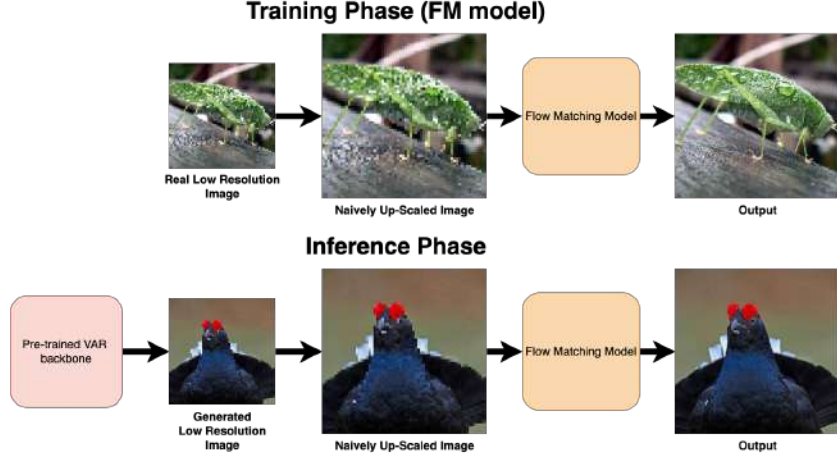 Training Phase (FM model)
Real Low Resolution
Image
Naively Up-Scaled Image
Flow Matching Model
Output
Inference Phase
Pre-trained VAR
backbone
Generated
Low Resolution
Image
Naively Up-Scaled Image
Flow Matching Model
Output